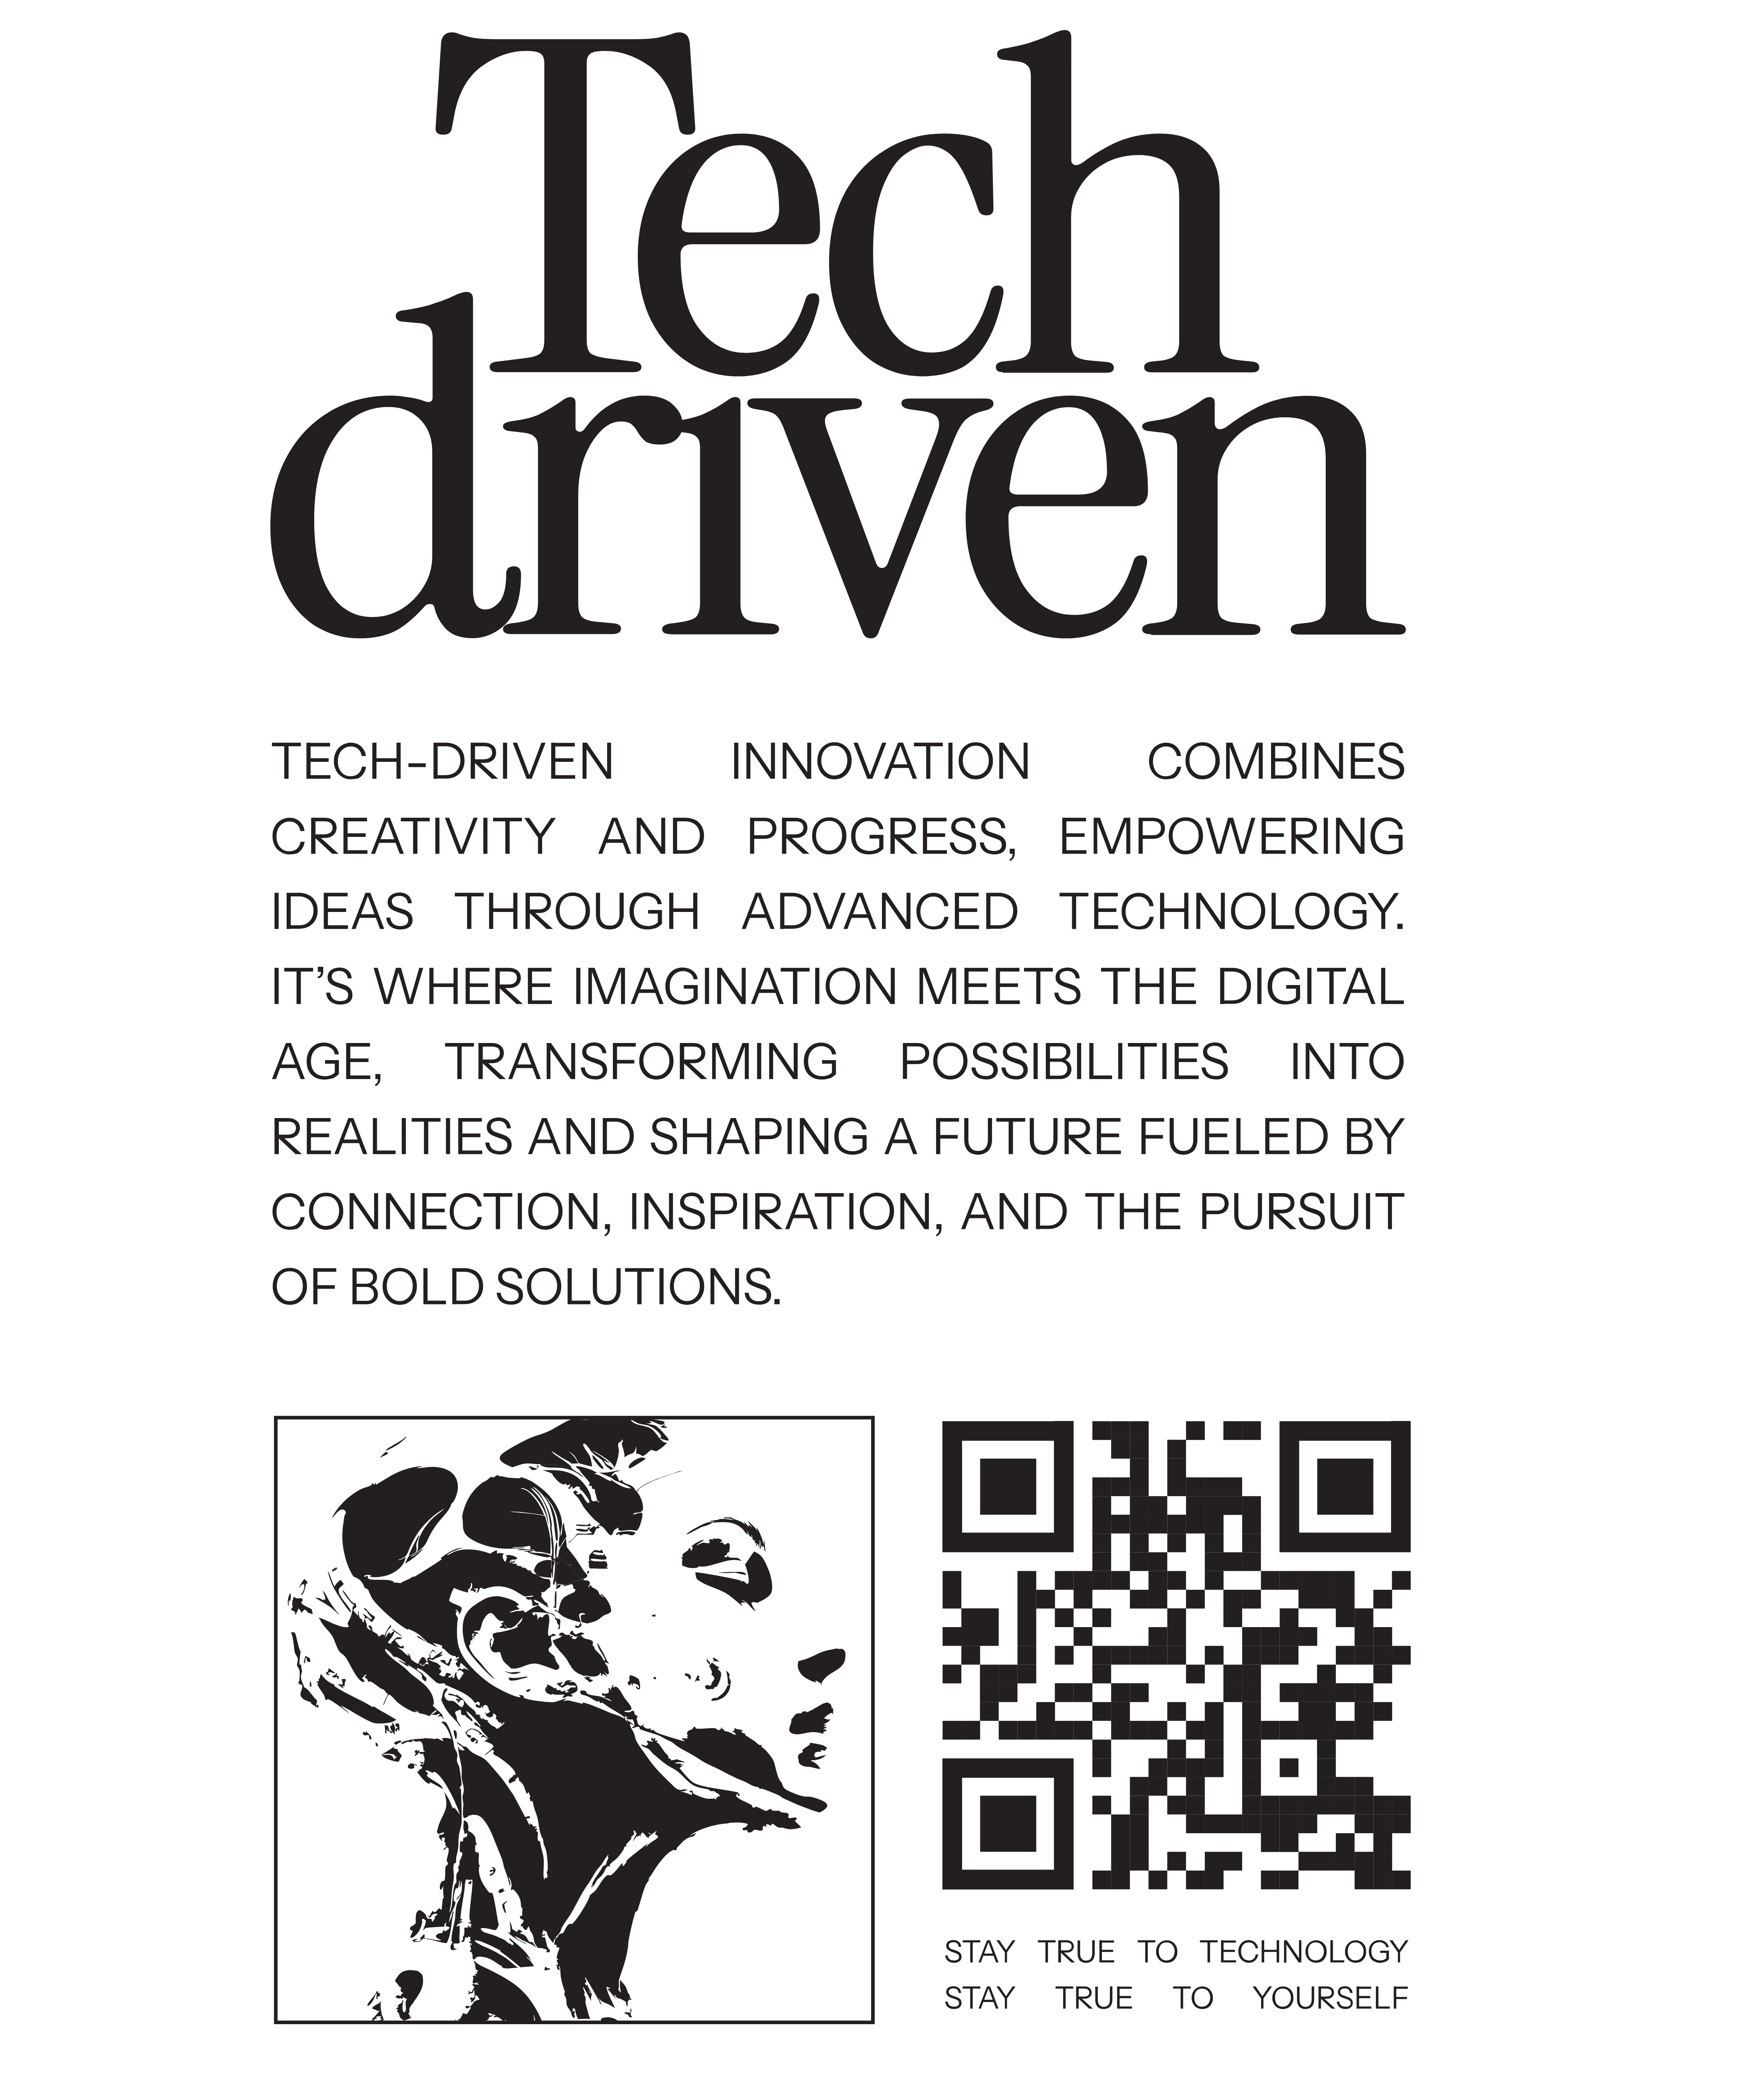 Tech
driven
TECH-DRIVEN INNOVATION COMBINES
CREATIVITY AND PROGRESS, EMPOWERING
IDEAS THROUGH ADVANCED TECHNOLOGY.
IT’S WHERE IMAGINATION MEETS THE DIGITAL
AGE, TRANSFORMING POSSIBILITIES INTO
REALITIES AND SHAPING A FUTURE FUELED BY
CONNECTION, INSPIRATION, AND THE PURSUIT
OF BOLD SOLUTIONS.
STAY TRUE TO TECHNOLOGY
STAY TRUE TO YOURSELF